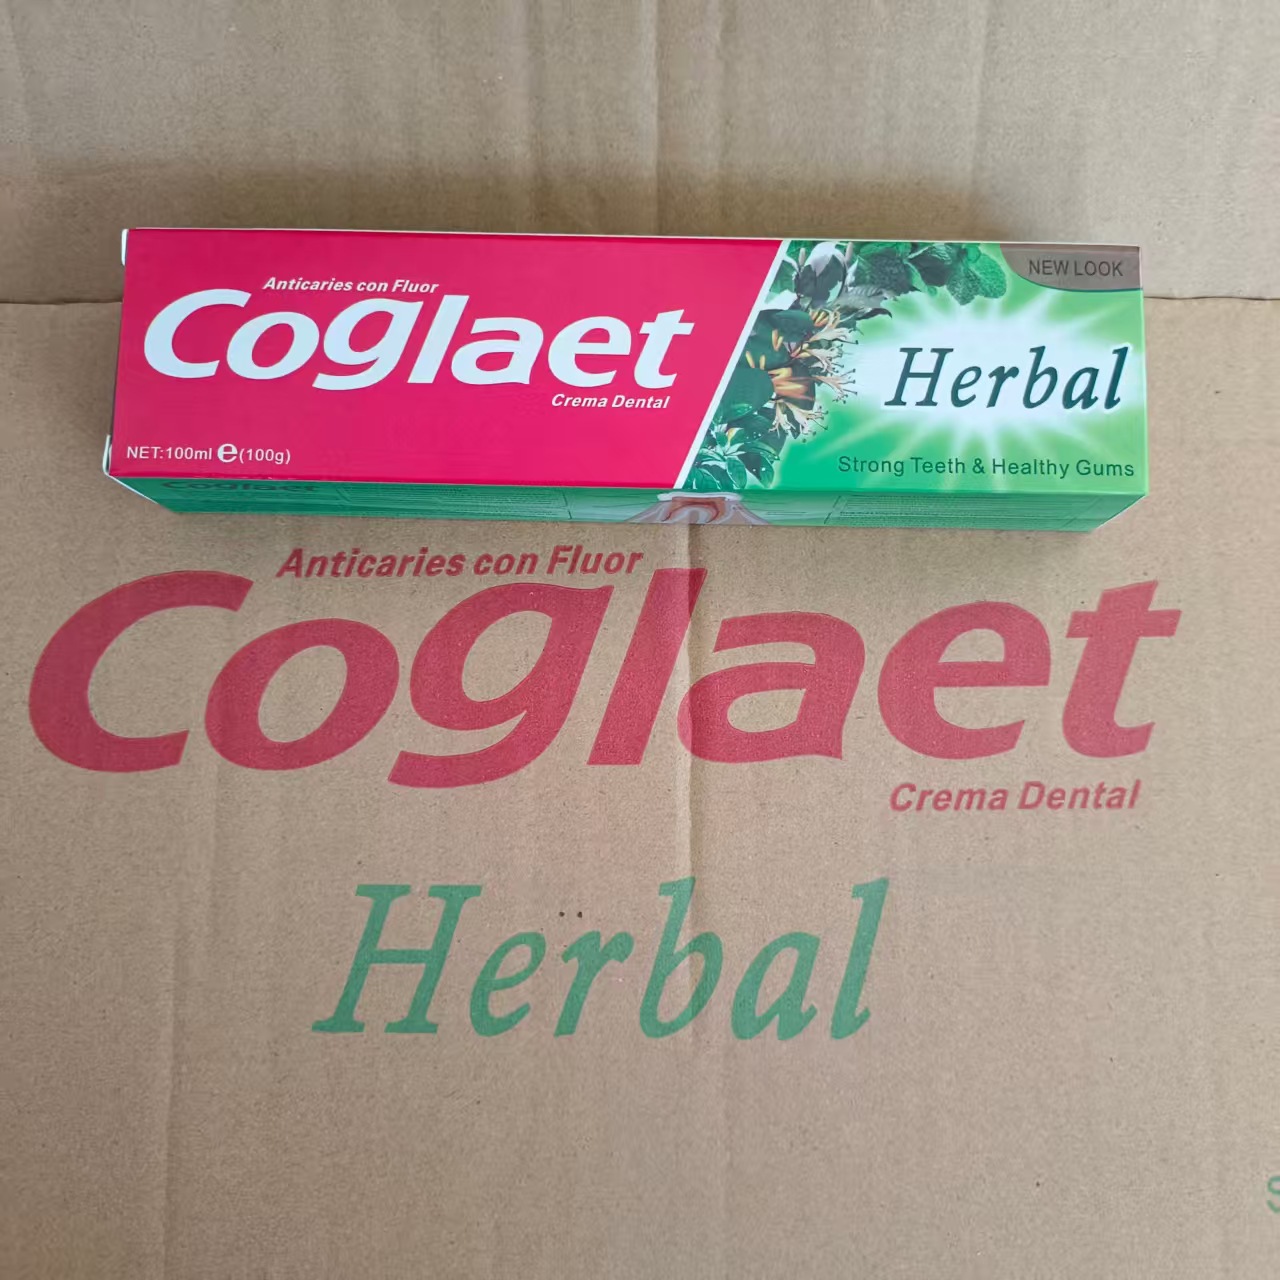 Anticaries con Fluor
Coglaet
Crema Dental
NET:100ml e (100g)
NEW LOOK
Herbal
Strong Teeth & Healthy Gums
Coglaet
Anticaries con Fluor
Coglaet
Crema Dental
Herbal